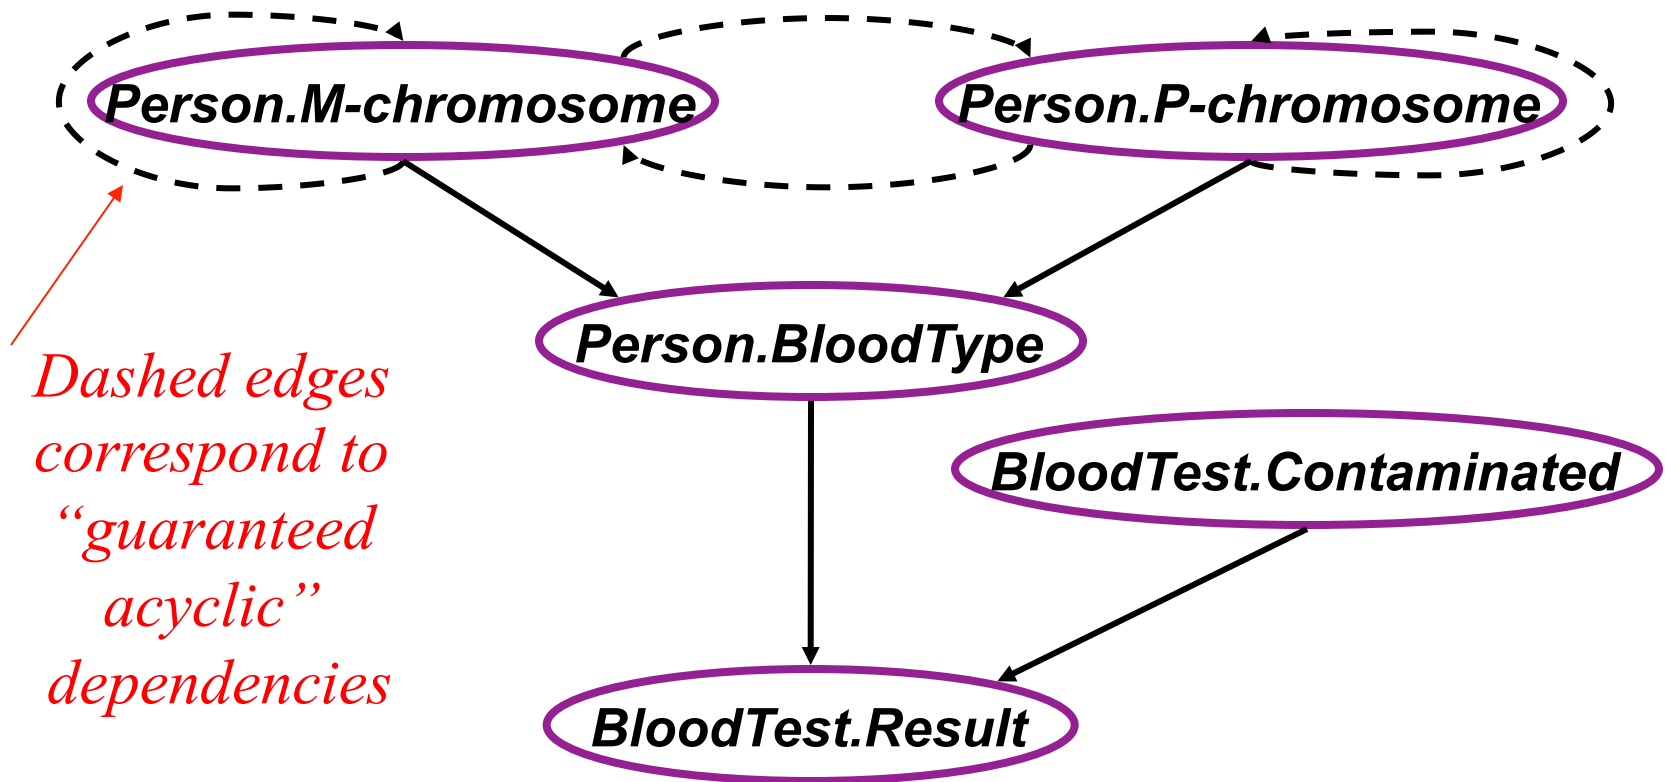 Person.M-chromosome
Person.P-chromosome
Person.BloodType
Dashed edges
correspond to
“guaranteed
acyclic”
dependencies
BloodTest.Contaminated
BloodTest.Result